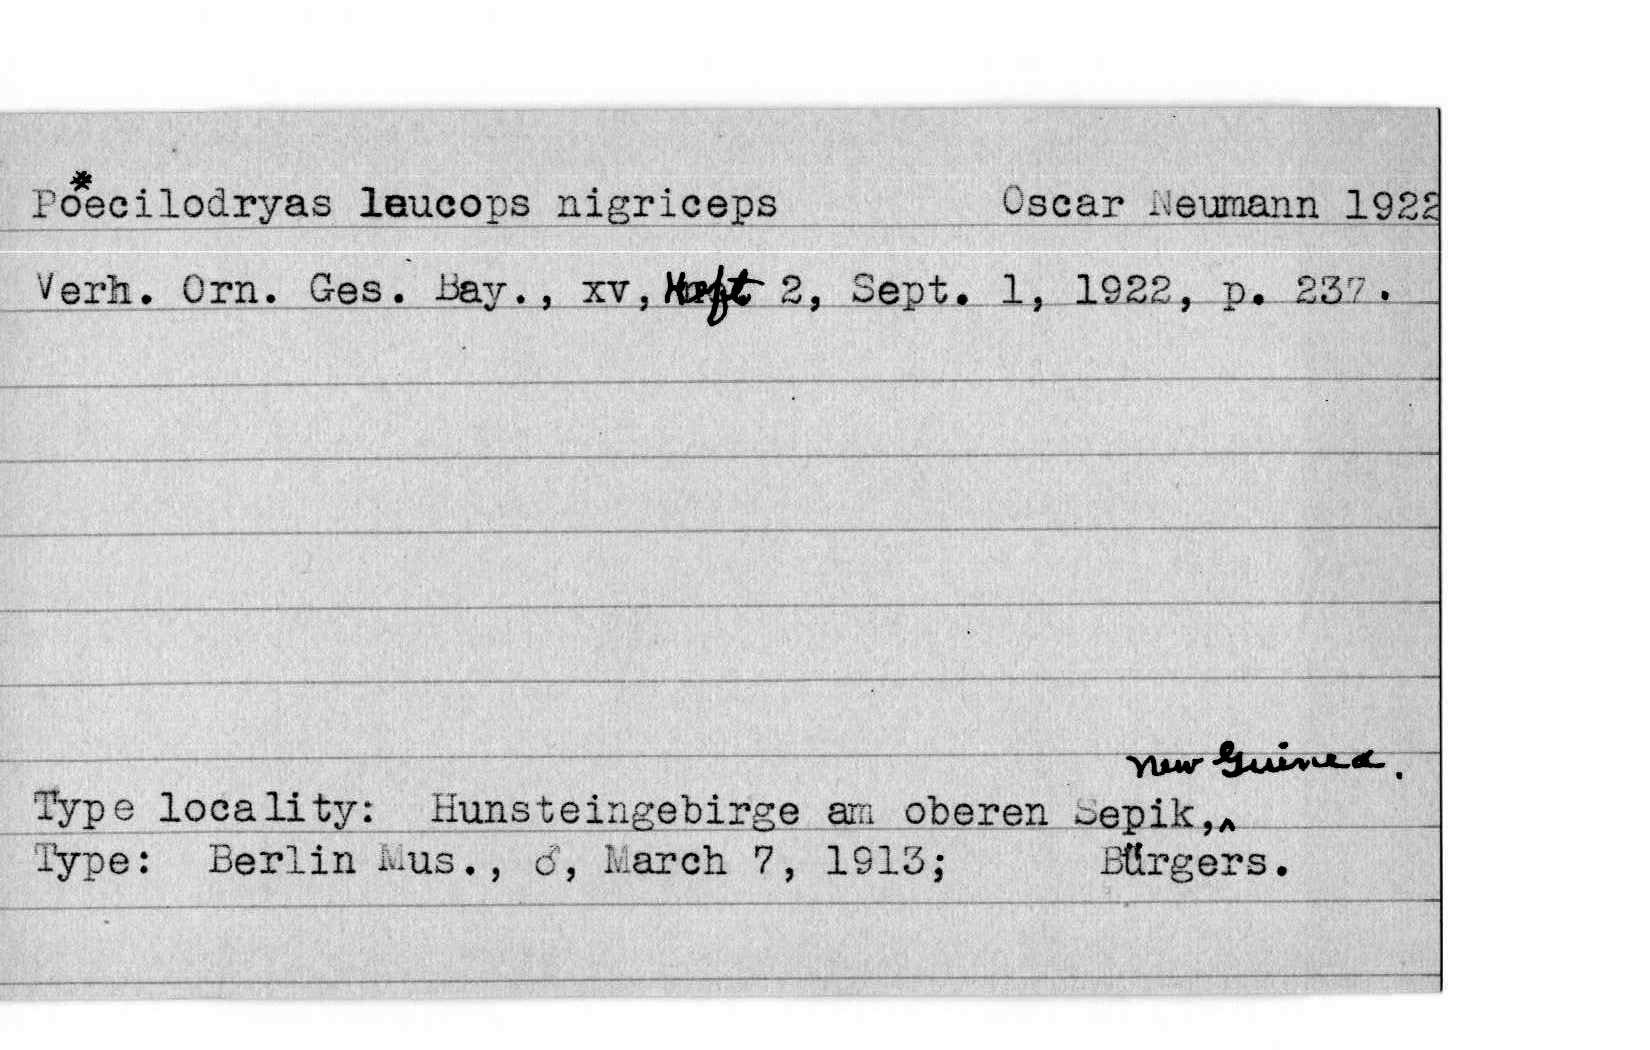 Poecilodryas leucops nigriceps Oscar Neumann 1922
Verh. Orn. Ges. Bay., xv, Heft 2, Sept. 1, 1922, p. 237.
New Guinea.
Type locality: Hunsteingebirge am oberen Sepik,^
Type: Berlin Mus., ♂, March 7, 1913; Bürgers.